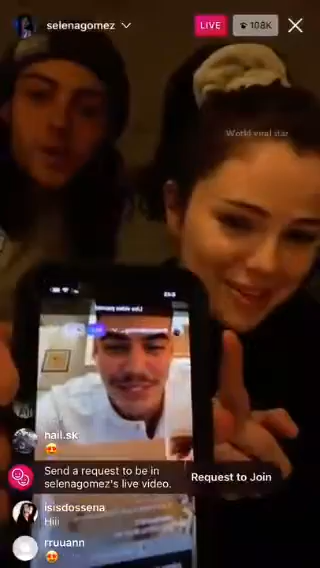 selenagomez
LIVE
108K
World viral star
hail.sk
😍
Send a request to be in
selenagomez's live video.
Request to Join
isisdossena
Hiii
rruuann
😍